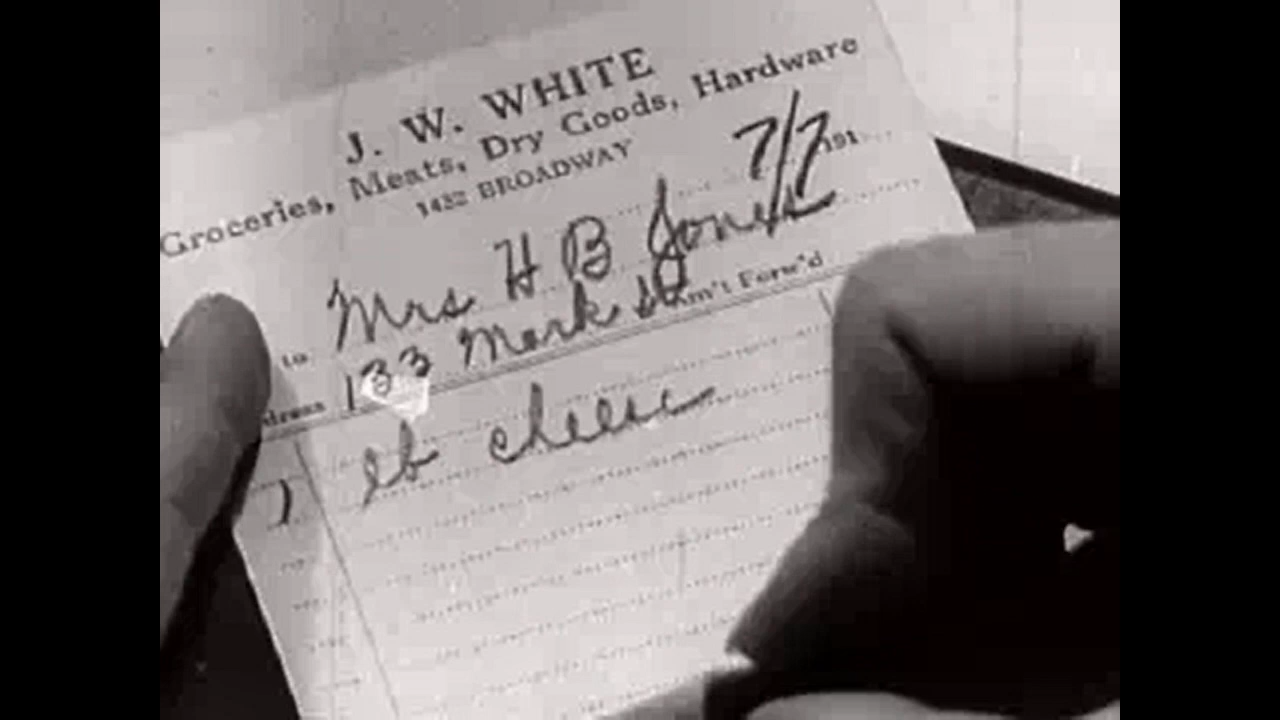 J. W. WHITE
Groceries, Meats, Dry Goods, Hardware
1432 BROADWAY
7/7 191
to Mrs H B Jones
dress 133 Mark St Am't Forw'd
1 lb cheese